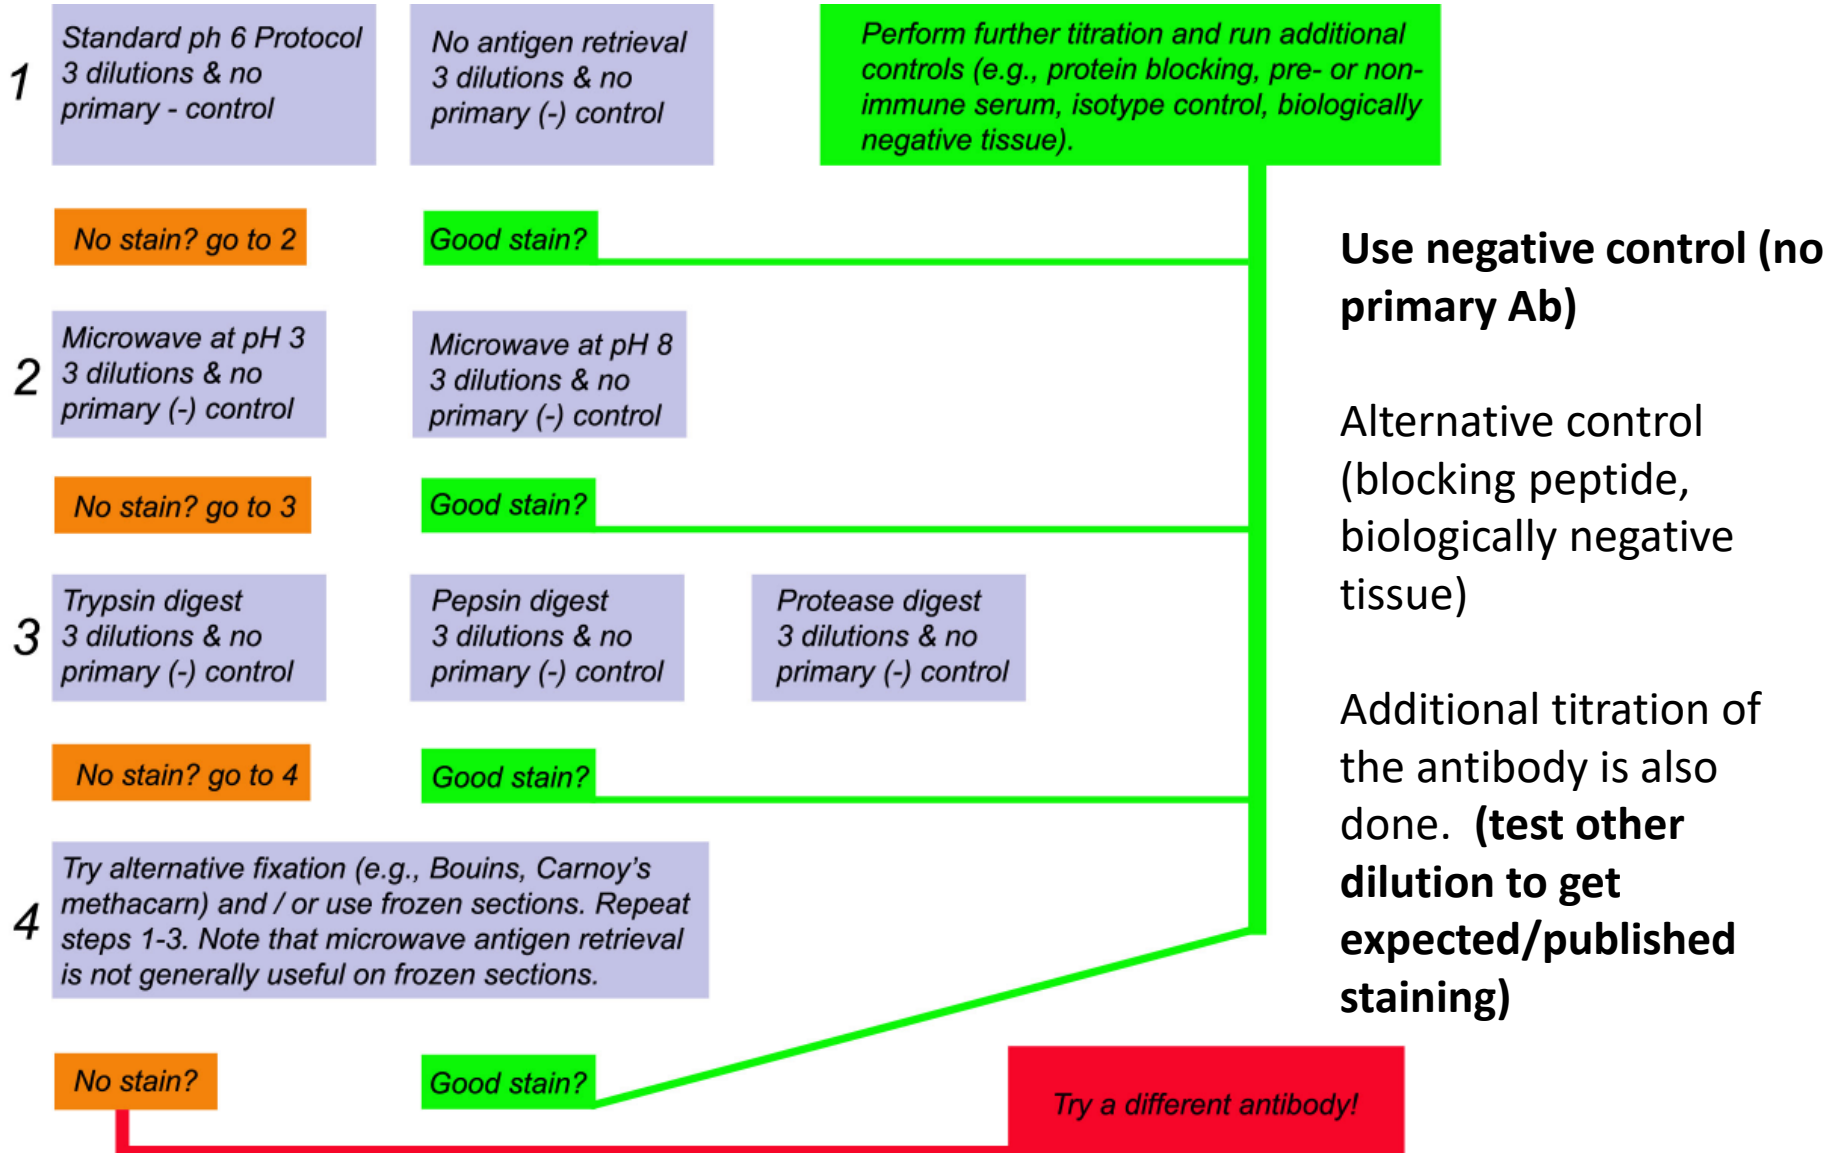 1
Standard ph 6 Protocol
3 dilutions & no
primary - control
No antigen retrieval
3 dilutions & no
primary (-) control
Perform further titration and run additional
controls (e.g., protein blocking, pre- or non-
immune serum, isotype control, biologically
negative tissue).
No stain? go to 2
Good stain?
2
Microwave at pH 3
3 dilutions & no
primary (-) control
Microwave at pH 8
3 dilutions & no
primary (-) control
No stain? go to 3
Good stain?
3
Trypsin digest
3 dilutions & no
primary (-) control
Pepsin digest
3 dilutions & no
primary (-) control
Protease digest
3 dilutions & no
primary (-) control
No stain? go to 4
Good stain?
4
Try alternative fixation (e.g., Bouins, Carnoy's
methacarn) and / or use frozen sections. Repeat
steps 1-3. Note that microwave antigen retrieval
is not generally useful on frozen sections.
No stain?
Good stain?
Try a different antibody!
Use negative control (no
primary Ab)
Alternative control
(blocking peptide,
biologically negative
tissue)
Additional titration of
the antibody is also
done. (test other
dilution to get
expected/published
staining)